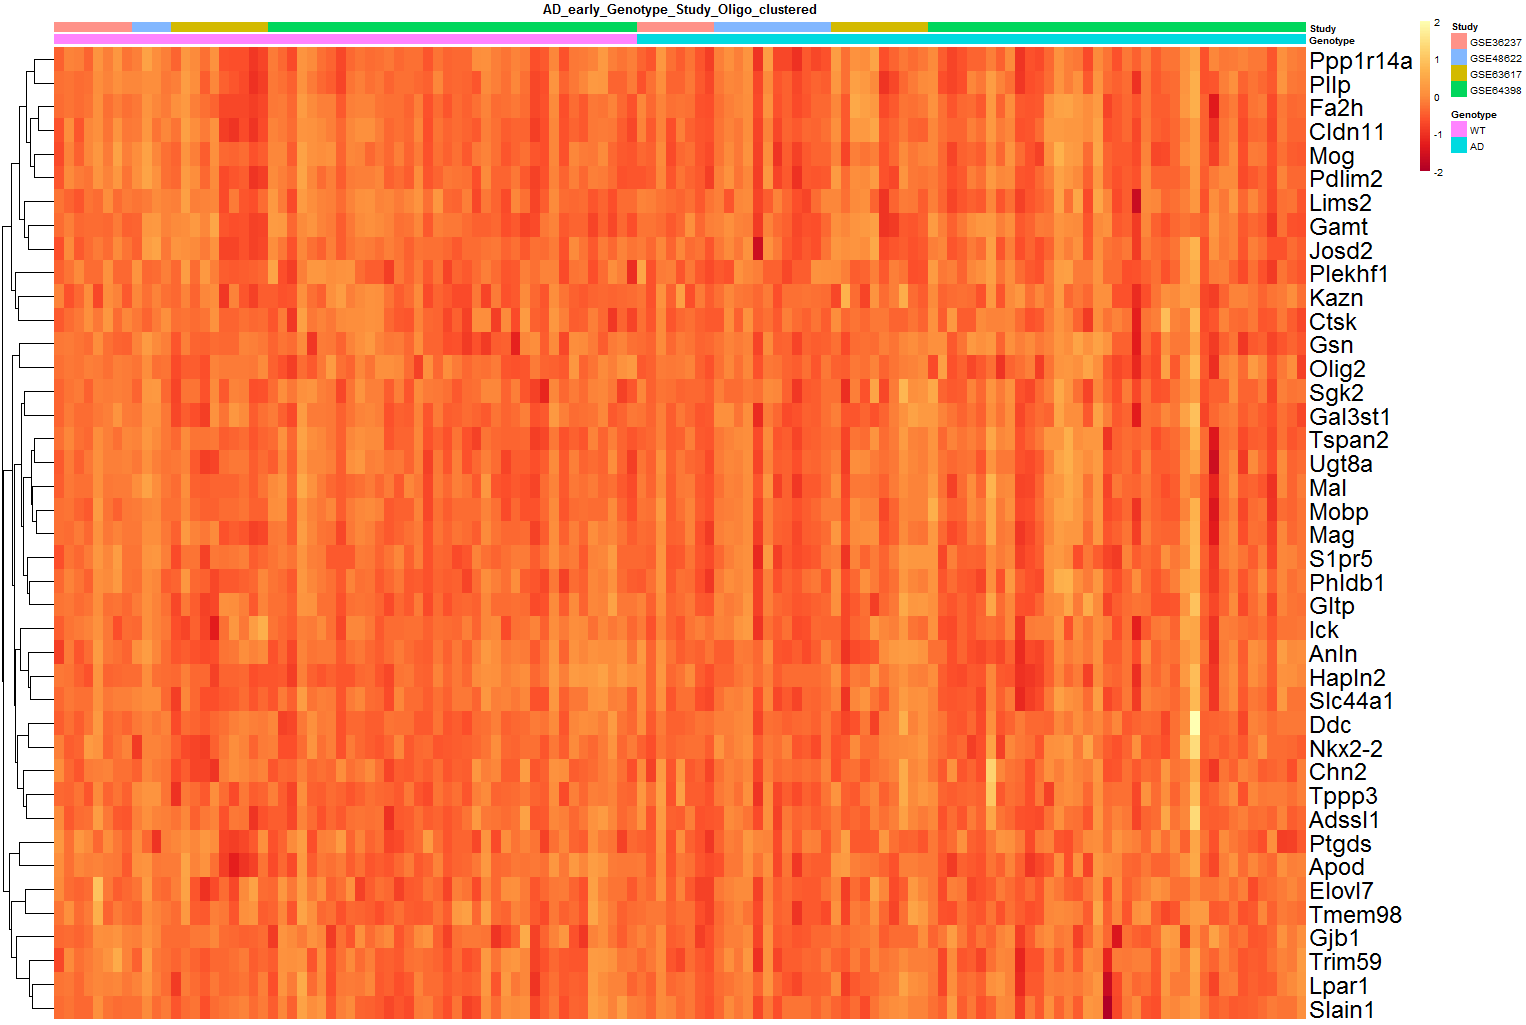 AD_early_Genotype_Study_Oligo_clustered
Study
Genotype
Ppp1r14a
Pllp
Fa2h
Cldn11
Mog
Pdlim2
Lims2
Gamt
Josd2
Plekhf1
Kazn
Ctsk
Gsn
Olig2
Sgk2
Gal3st1
Tspan2
Ugt8a
Mal
Mobp
Mag
S1pr5
Phldb1
Gltp
Ick
Anln
Hapln2
Slc44a1
Ddc
Nkx2-2
Chn2
Tppp3
Adssl1
Ptgds
Apod
Elovl7
Tmem98
Gjb1
Trim59
Lpar1
Slain1
2
1
0
-1
-2
Study
GSE36237
GSE48622
GSE63617
GSE64398
Genotype
WT
AD